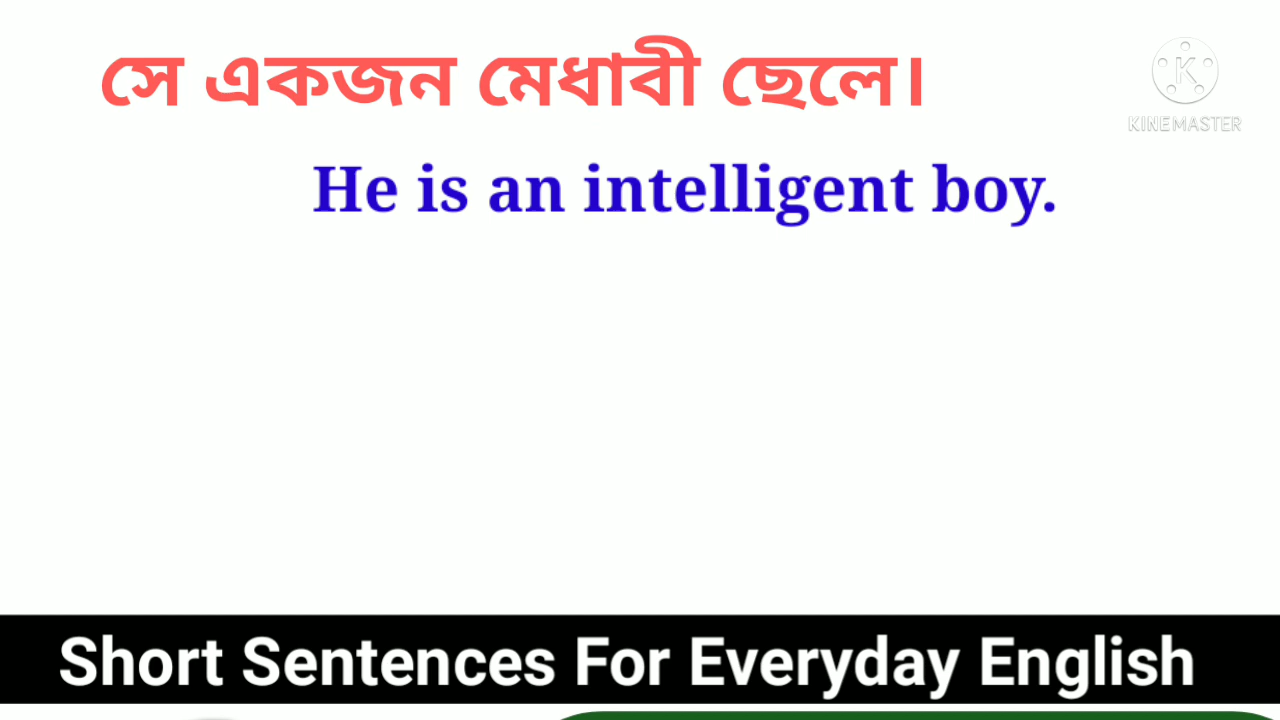 সে একজন মেধাবী ছেলে।
K
KINEMASTER
He is an intelligent boy.
Short Sentences For Everyday English